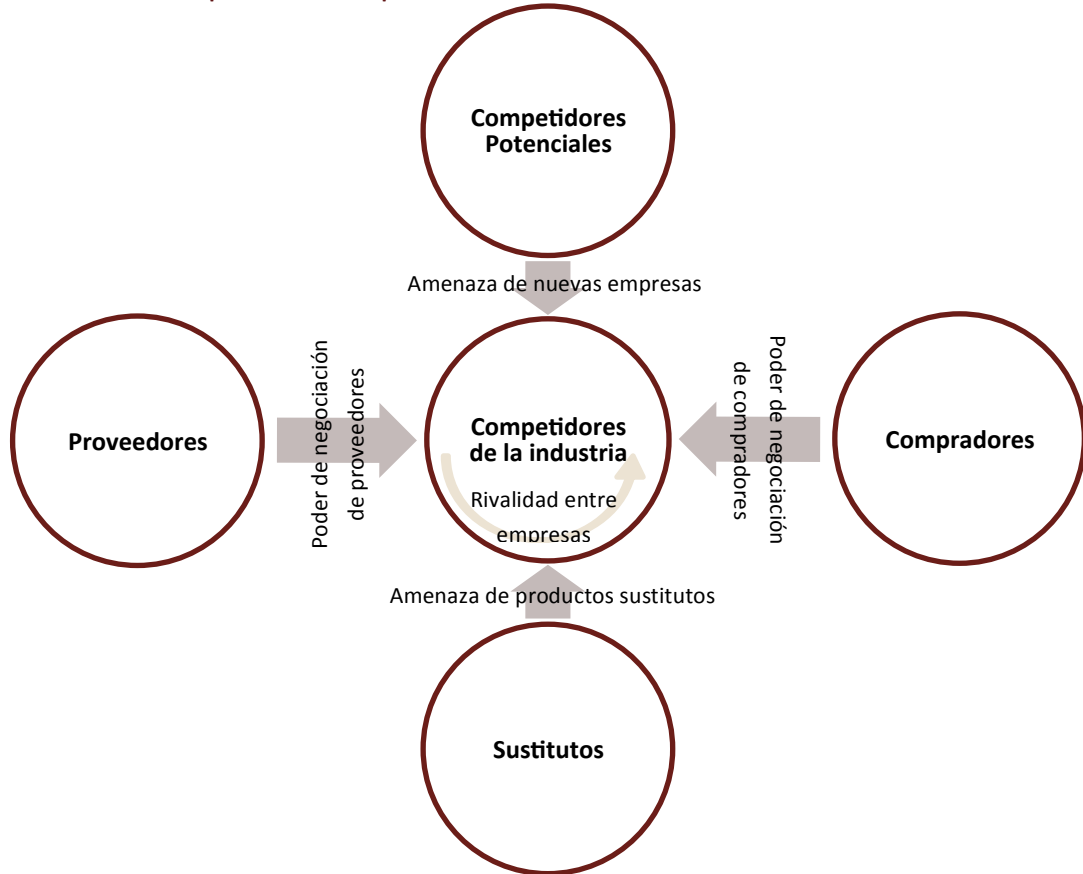 Competidores
Potenciales
Amenaza de nuevas empresas
Proveedores
Poder de negociación
de proveedores
Competidores
de la industria
Rivalidad entre
empresas
Poder de negociación
de compradores
Compradores
Amenaza de productos sustitutos
Sustitutos